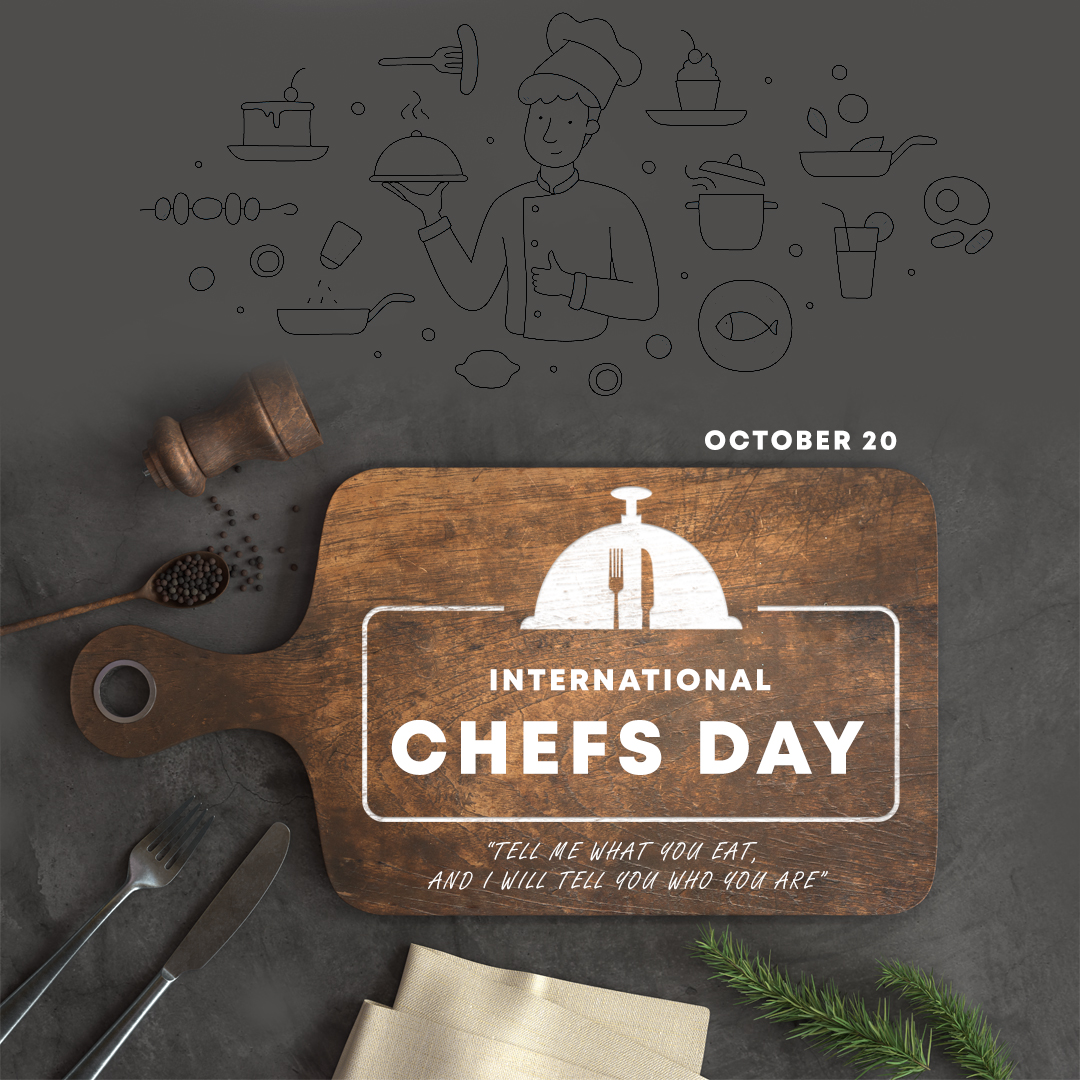 OCTOBER 20
INTERNATIONAL
CHEFS DAY
"TELL ME WHAT YOU EAT,
AND I WILL TELL YOU WHO YOU ARE"